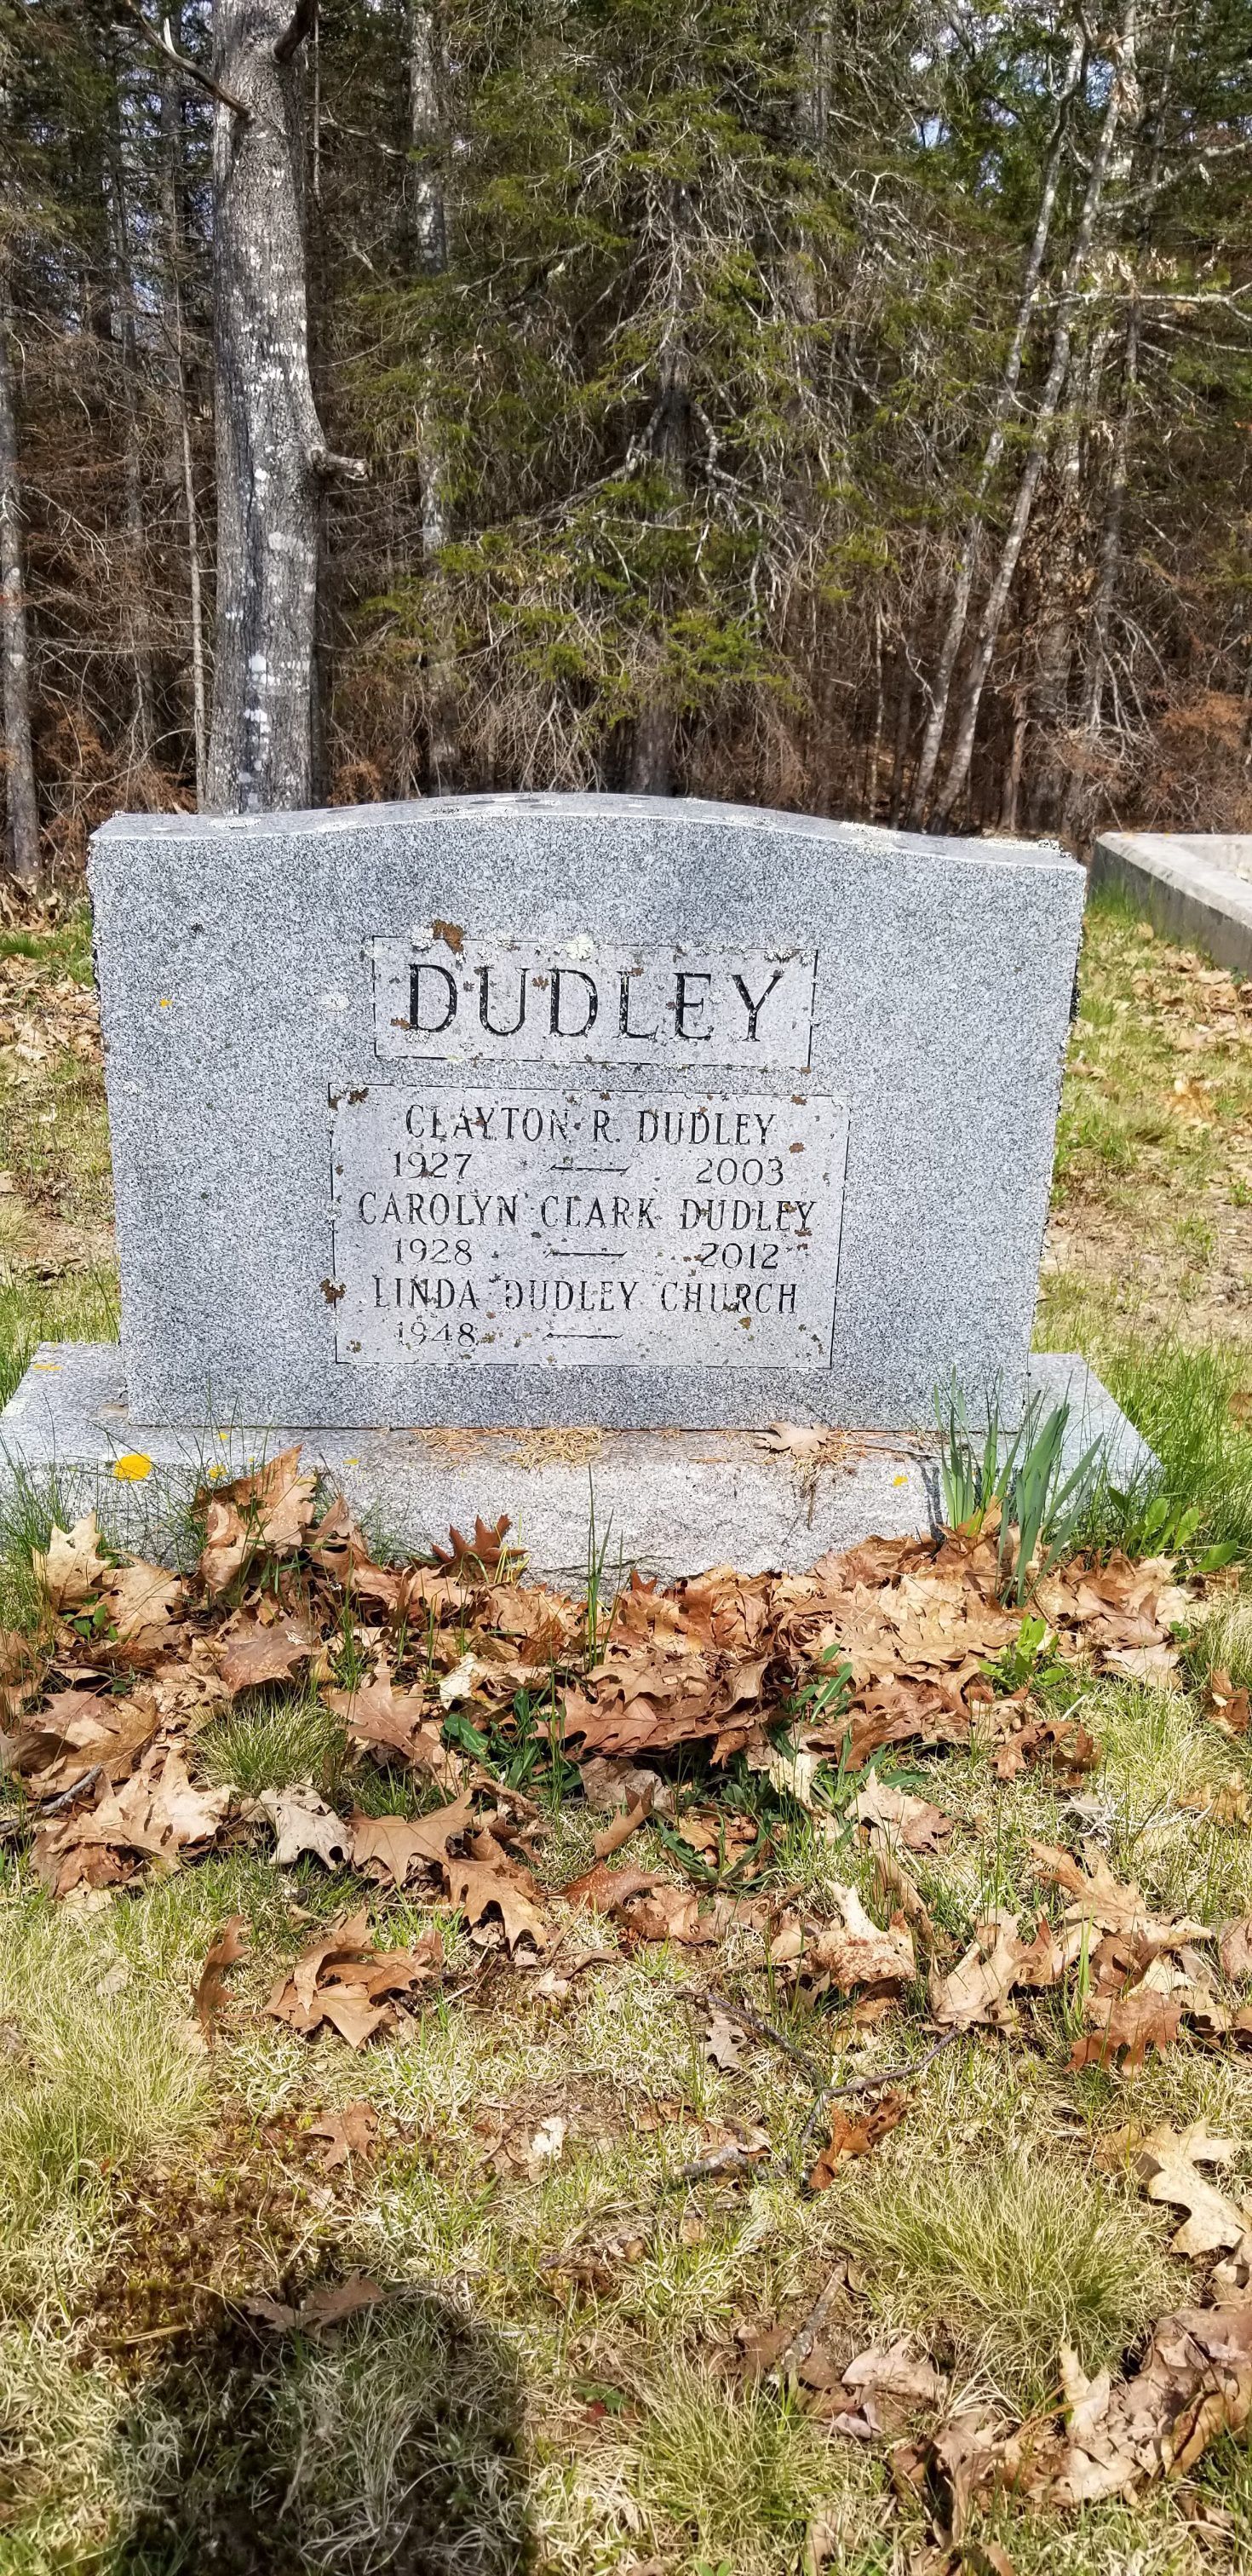 DUDLEY
CLAYTON R. DUDLEY
1927 — 2003
CAROLYN CLARK DUDLEY
1928 — 2012
LINDA DUDLEY CHURCH
1948 —